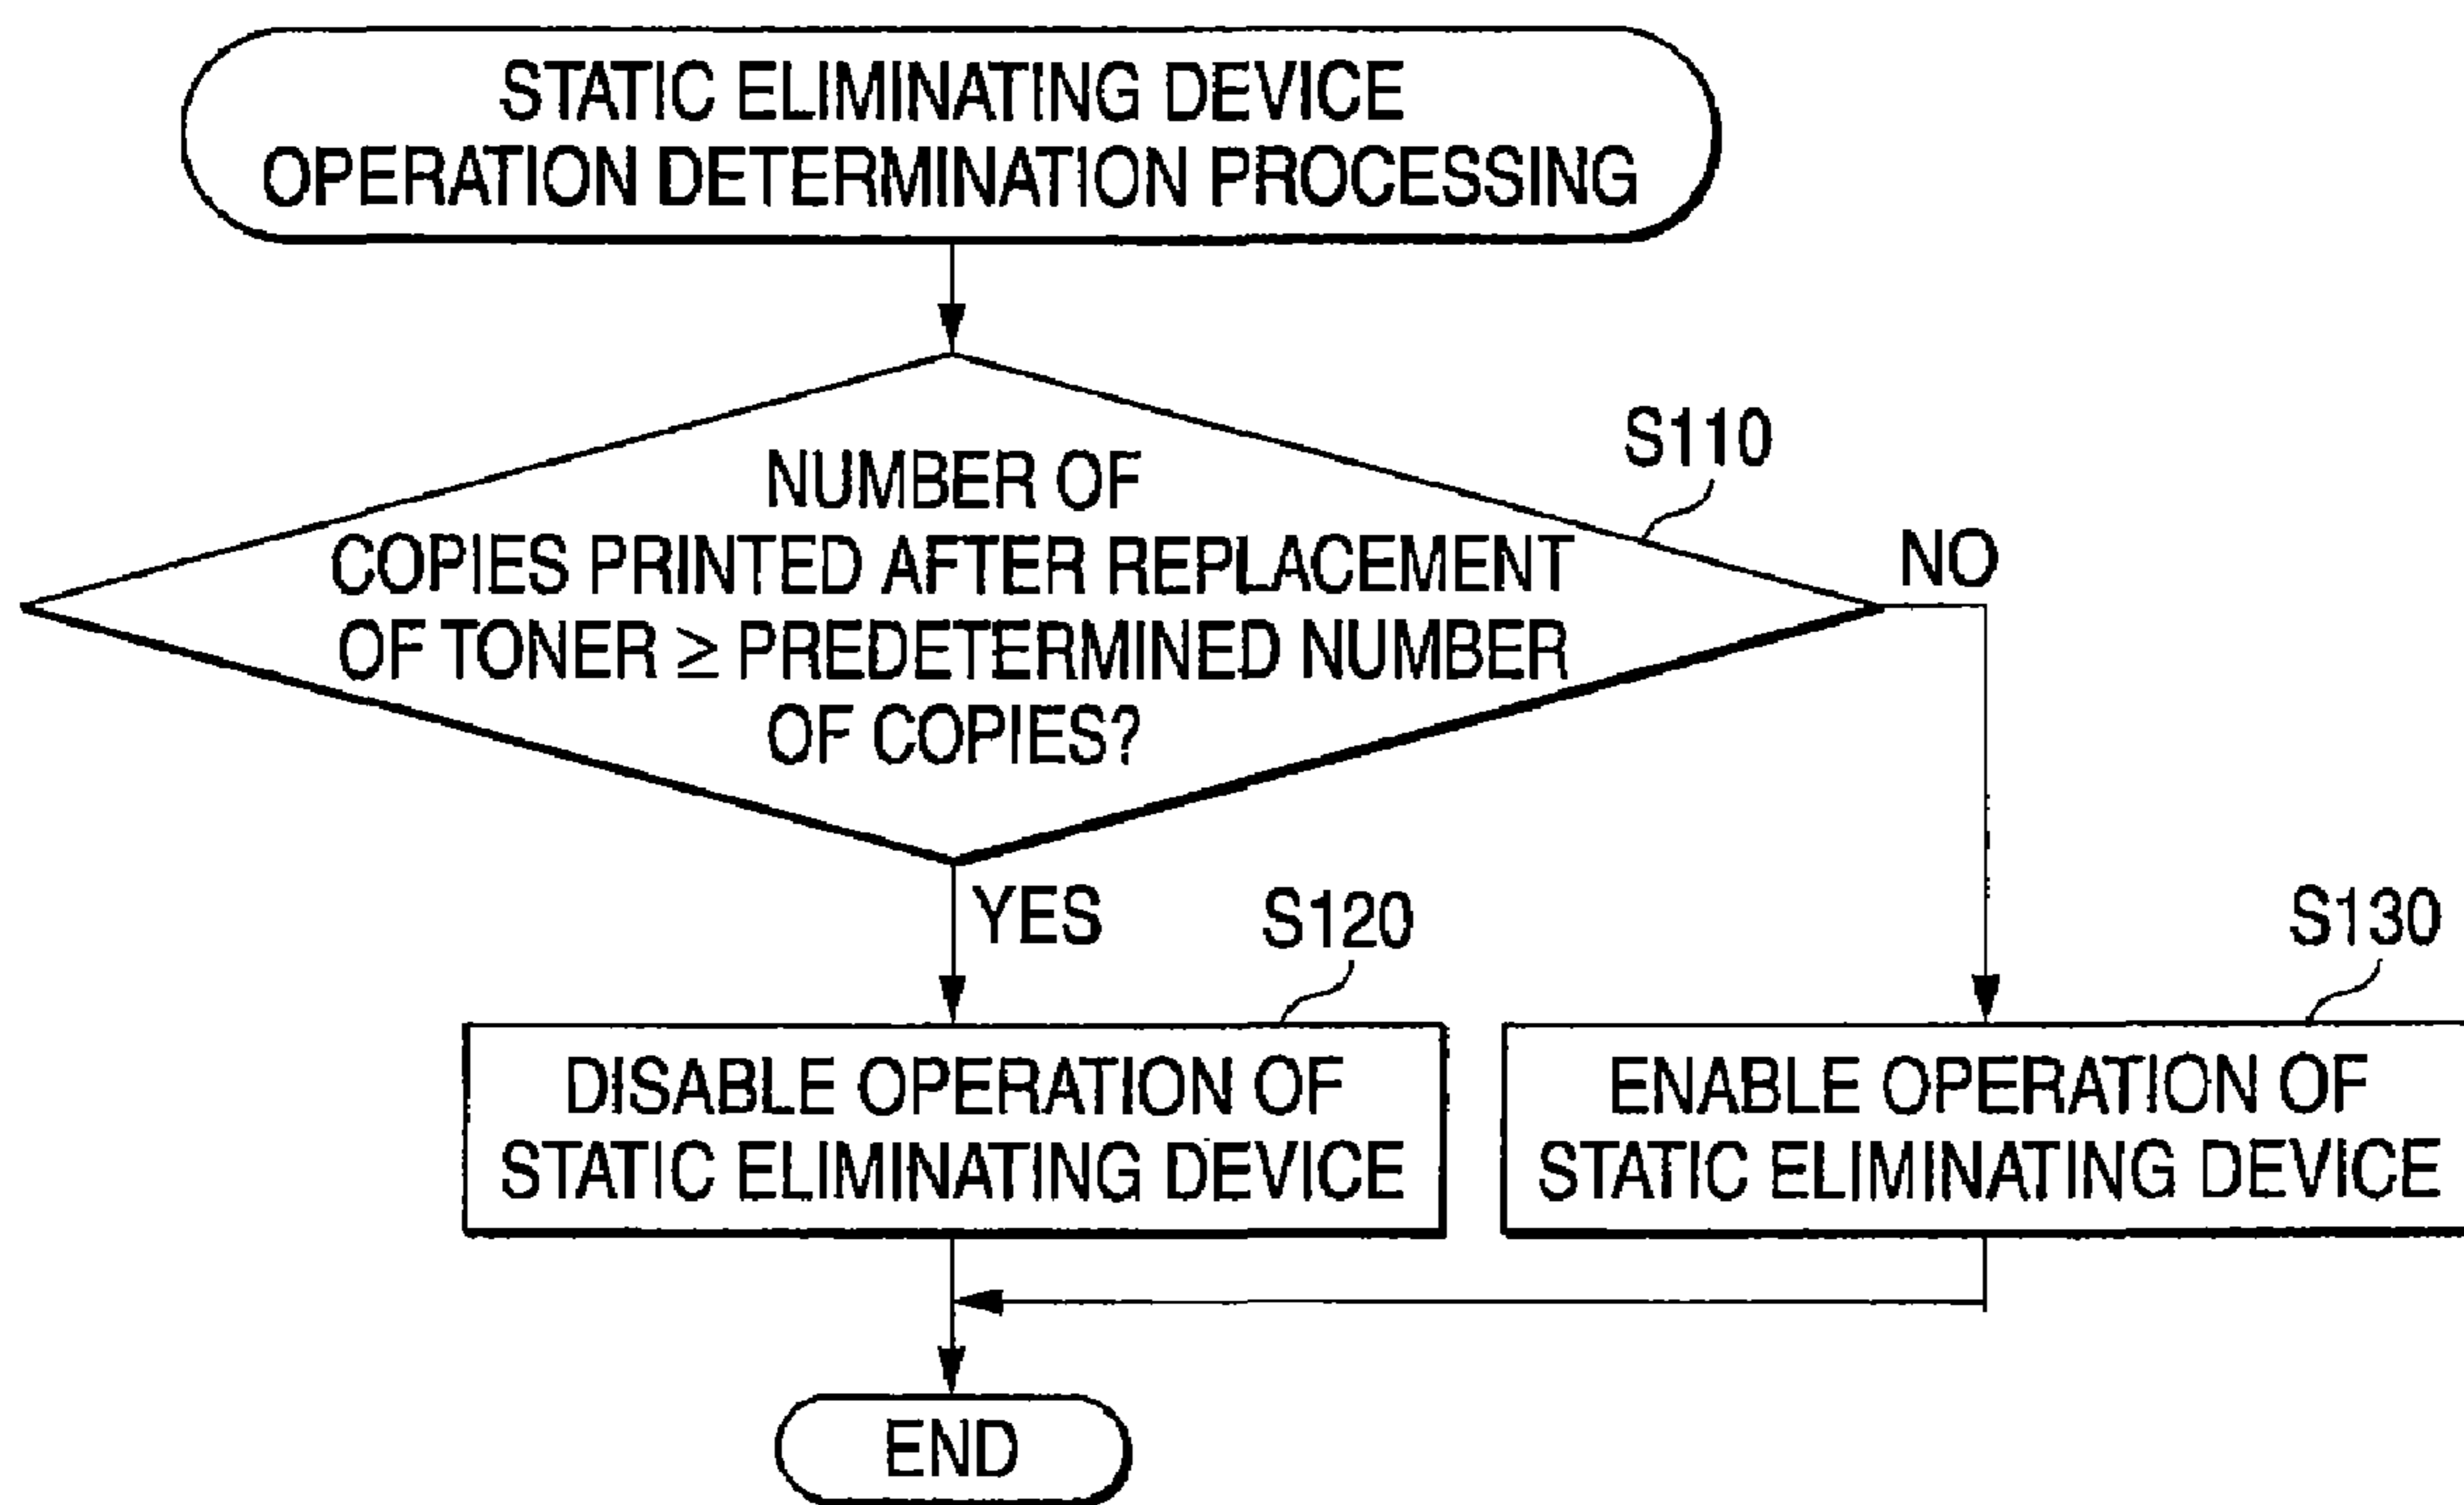 STATIC ELIMINATING DEVICE
OPERATION DETERMINATION PROCESSING
S110
NUMBER OF
COPIES PRINTED AFTER REPLACEMENT
OF TONER ≥ PREDETERMINED NUMBER
OF COPIES?
NO
YES
S120
S130
DISABLE OPERATION OF
STATIC ELIMINATING DEVICE
ENABLE OPERATION OF
STATIC ELIMINATING DEVICE
END